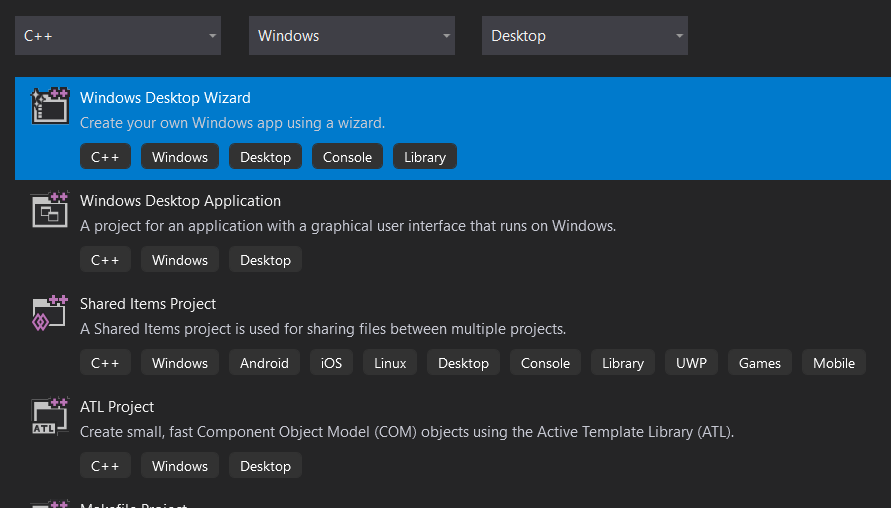 C++ Windows Desktop
Windows Desktop Wizard
Create your own Windows app using a wizard.
C++ Windows Desktop Console Library
Windows Desktop Application
A project for an application with a graphical user interface that runs on Windows.
C++ Windows Desktop
Shared Items Project
A Shared Items project is used for sharing files between multiple projects.
C++ Windows Android iOS Linux Desktop Console Library UWP Games Mobile
ATL Project
ATL
Create small, fast Component Object Model (COM) objects using the Active Template Library (ATL).
C++ Windows Desktop
Makefile Project